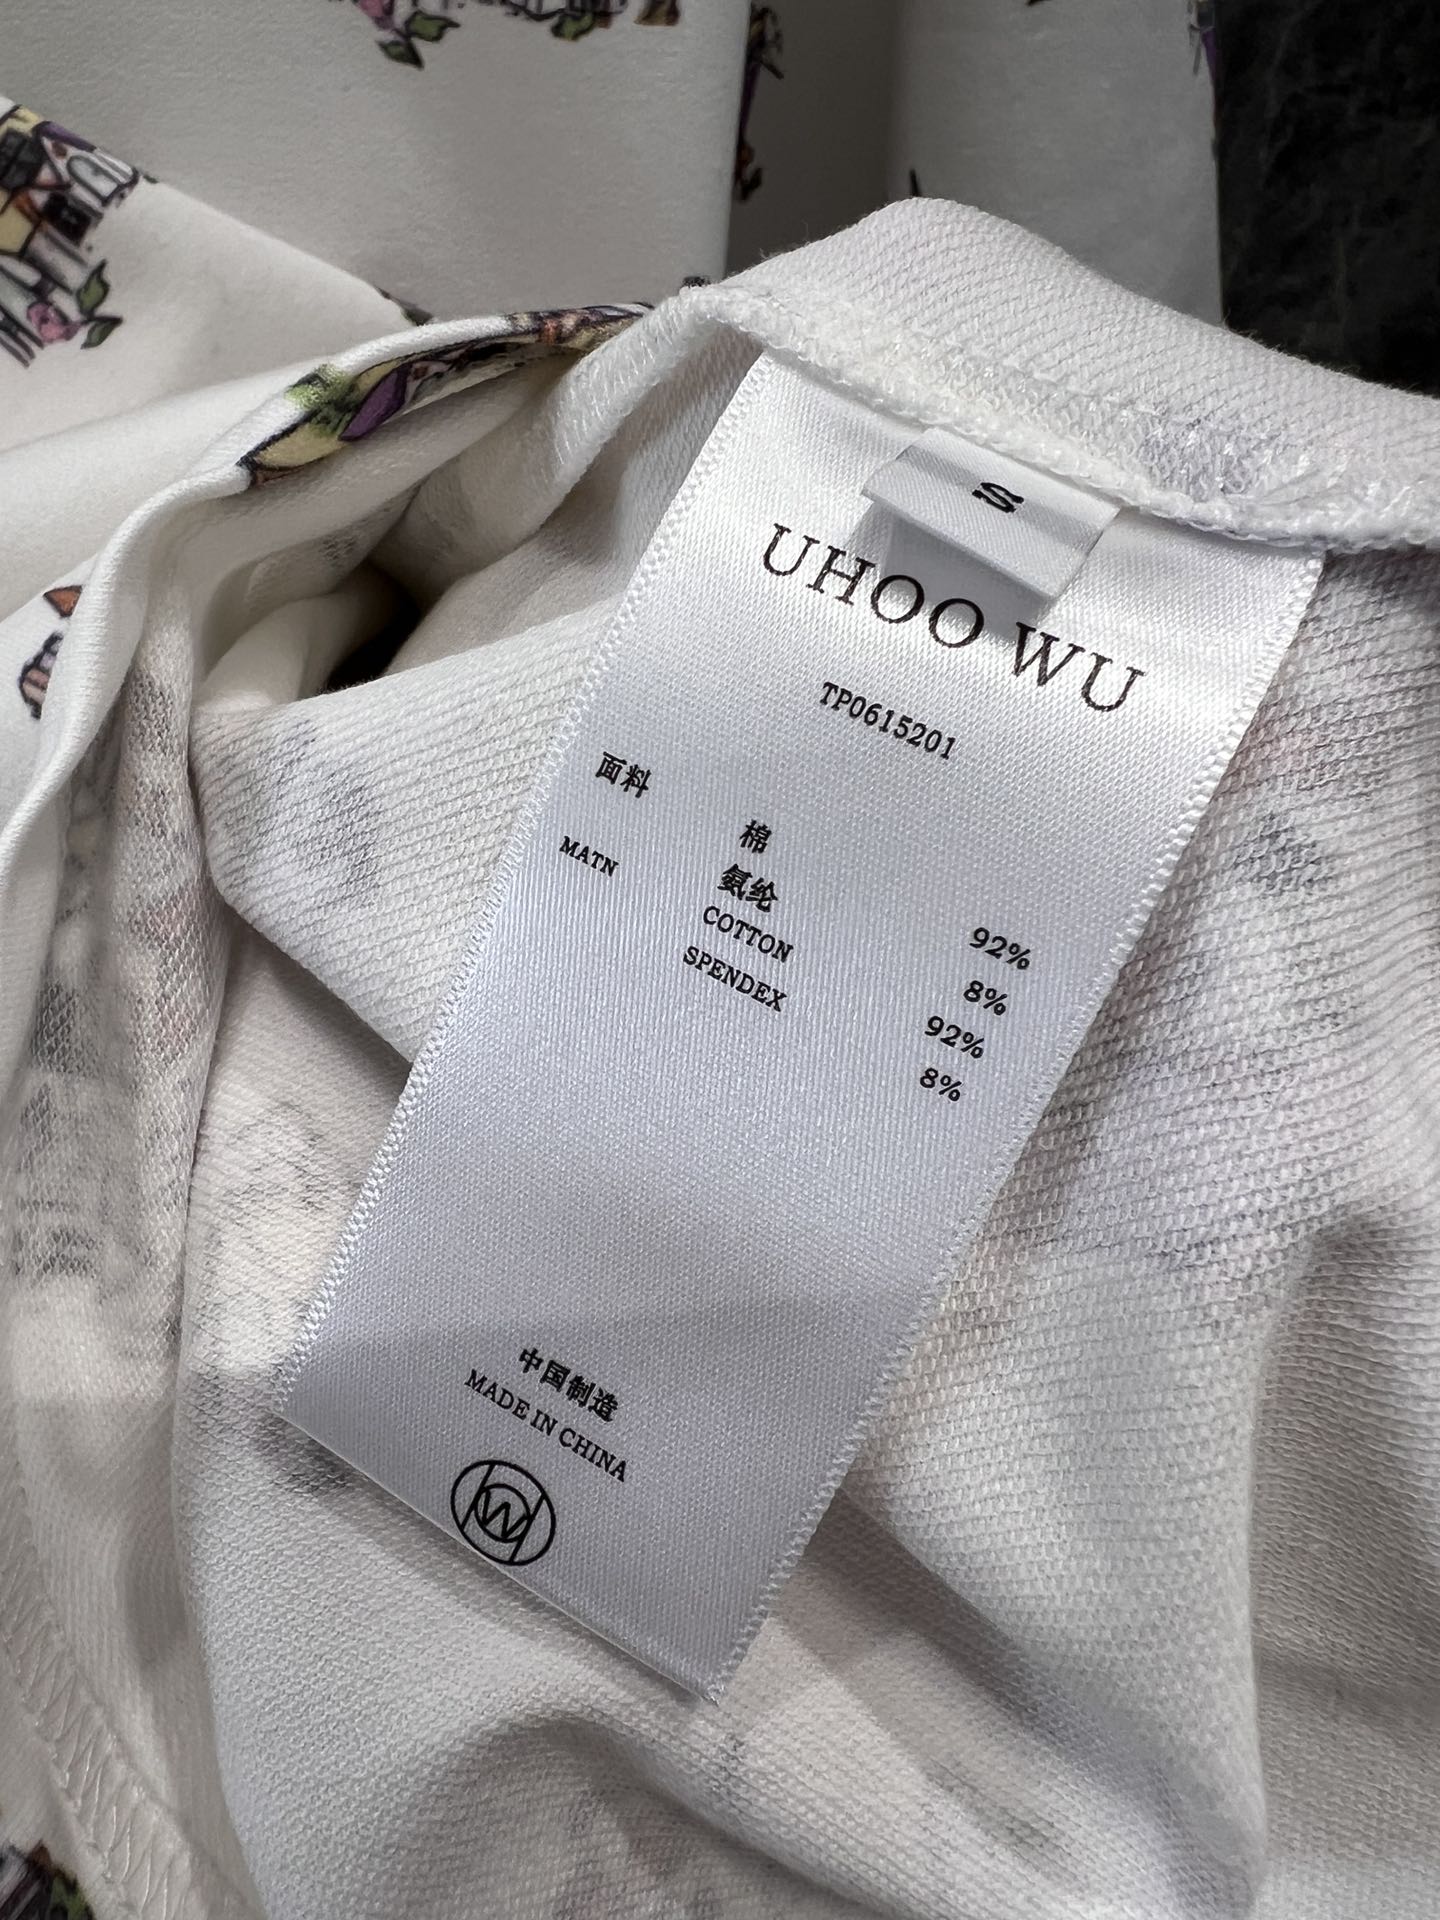 S
UHOO WU
TP0615201
面料 棉 92%
氨纶 8%
MATN COTTON 92%
SPENDEX 8%
中国制造
MADE IN CHINA
W